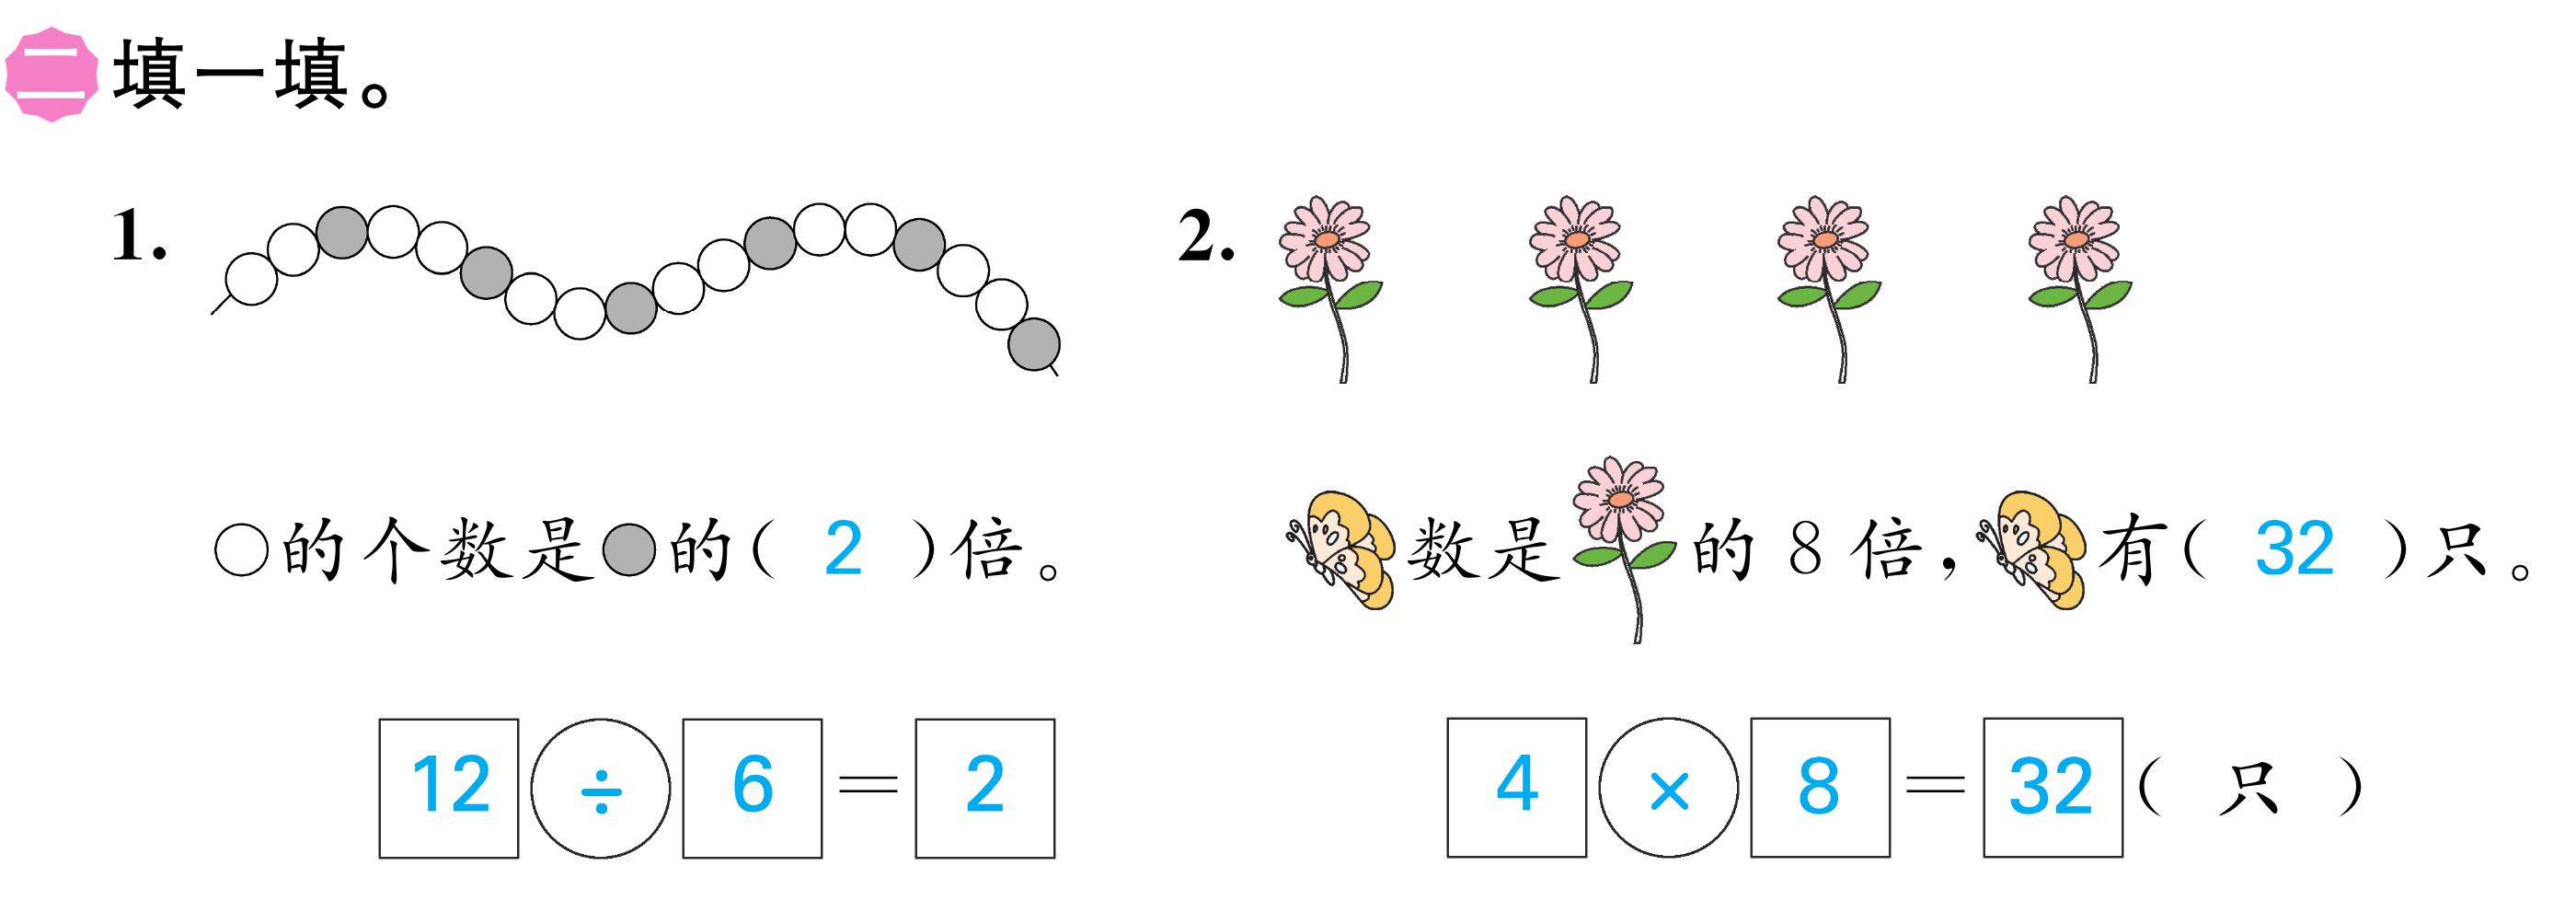 二 填一填。
1.
2.
的个数是的( 2 )倍。
数是的 8 倍,有( 32 )只。
12 ÷ 6 = 2
4 × 8 = 32 ( 只 )